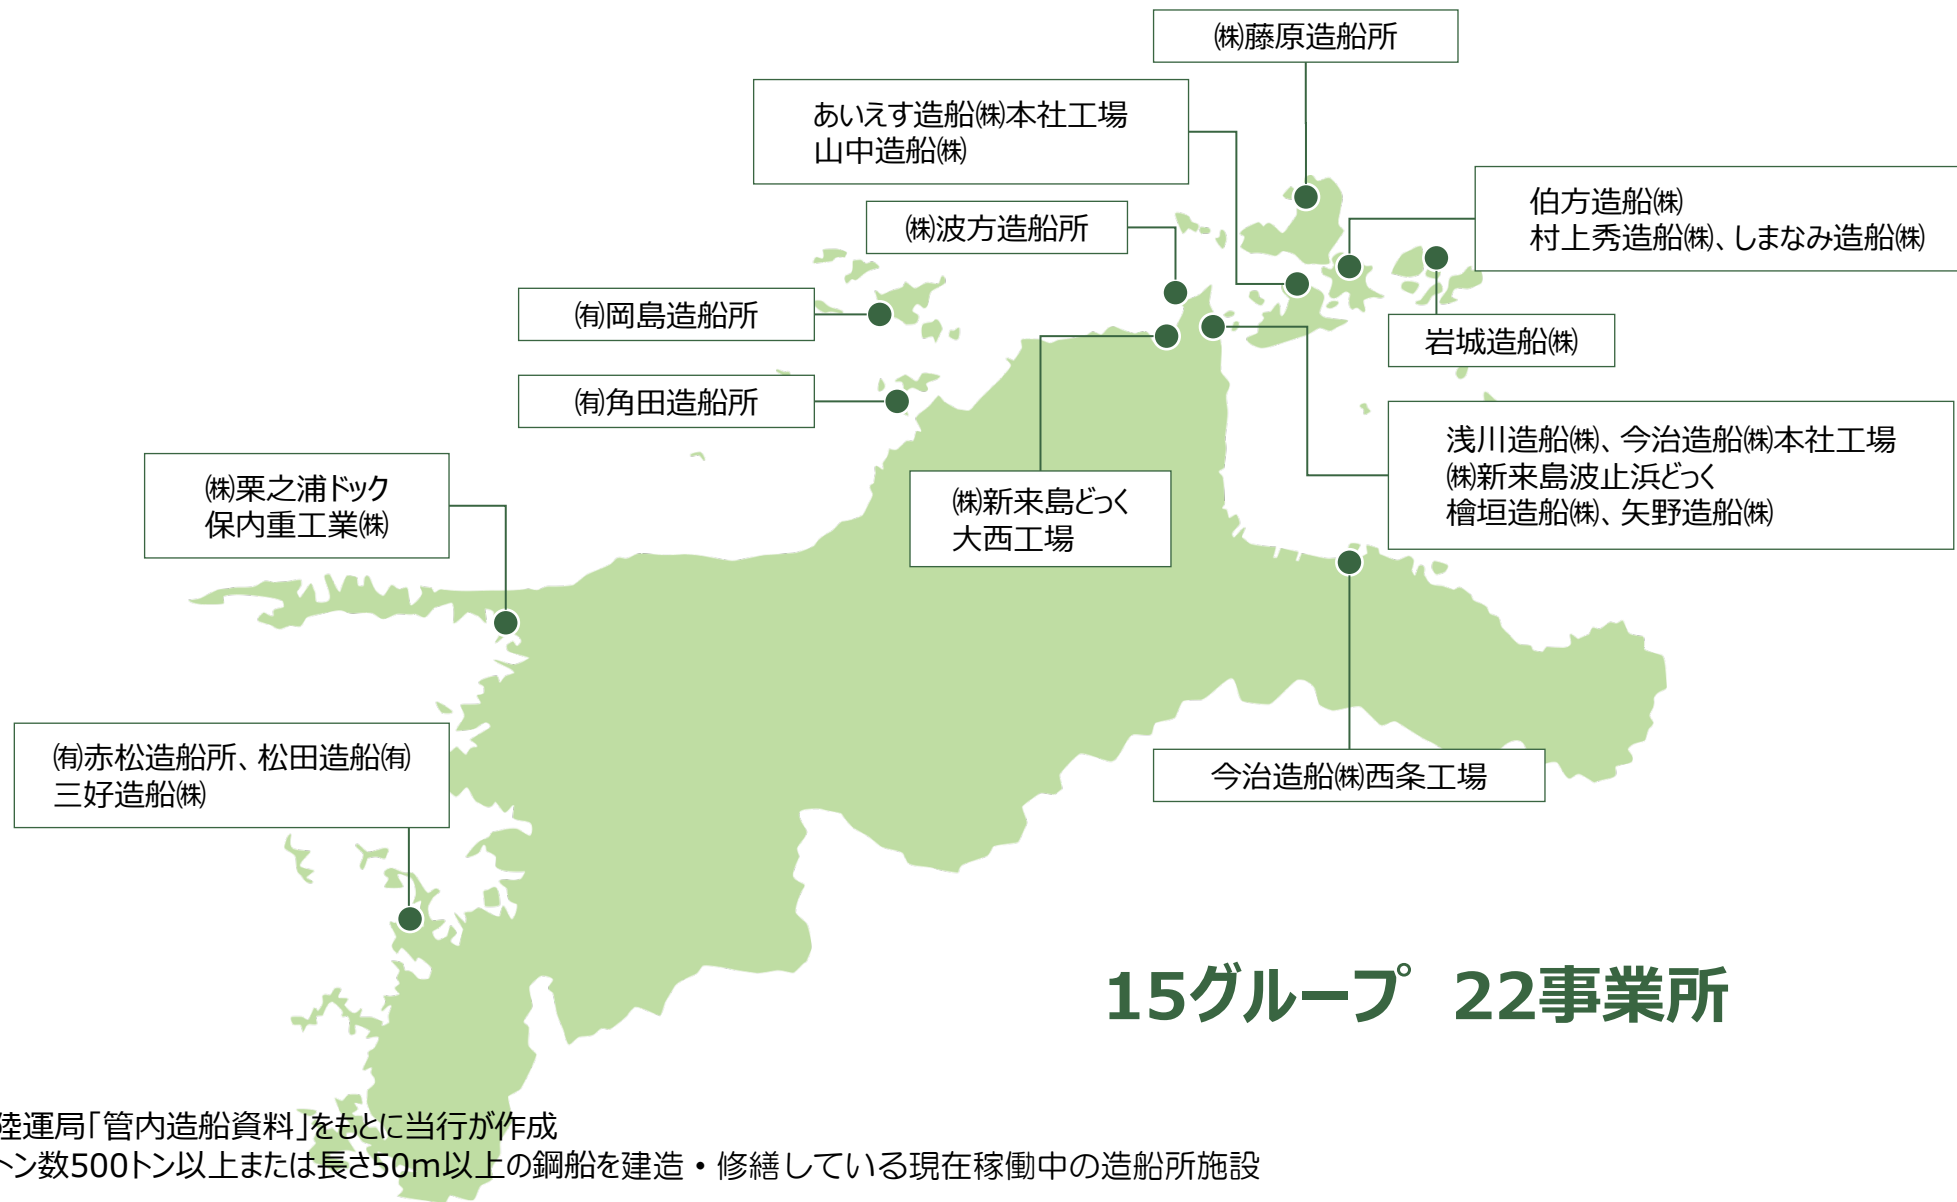 ㈱藤原造船所
あいえす造船㈱本社工場
山中造船㈱
伯方造船㈱
村上秀造船㈱、しまなみ造船㈱
㈱波方造船所
㈲岡島造船所
岩城造船㈱
㈲角田造船所
浅川造船㈱、今治造船㈱本社工場
㈱新来島波止浜どっく
檜垣造船㈱、矢野造船㈱
㈱栗之浦ドック
保内重工業㈱
㈱新来島どっく
大西工場
㈲赤松造船所、松田造船㈲
三好造船㈱
今治造船㈱西条工場
15グループ 22事業所
陸運局「管内造船資料」をもとに当行が作成
トン数500トン以上または長さ50m以上の鋼船を建造・修繕している現在稼働中の造船所施設